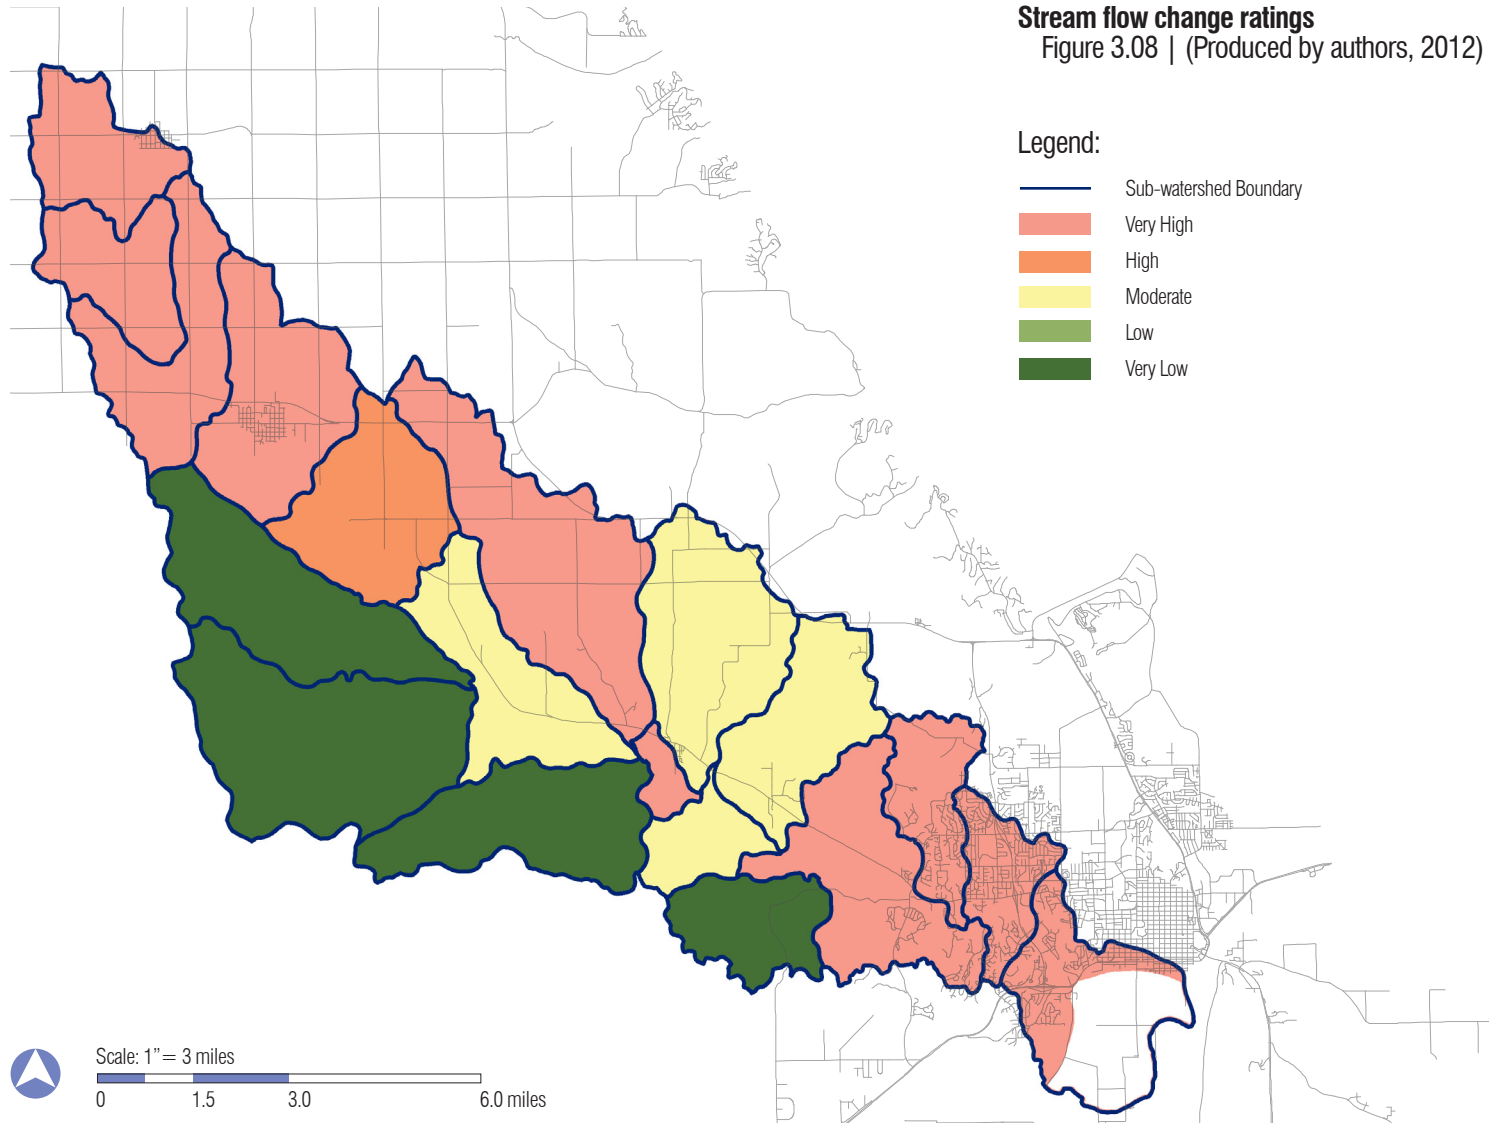 Stream flow change ratings
Figure 3.08 | (Produced by authors, 2012)
Legend:
Sub-watershed Boundary
Very High
High
Moderate
Low
Very Low
Scale: 1”= 3 miles
0 1.5 3.0 6.0 miles